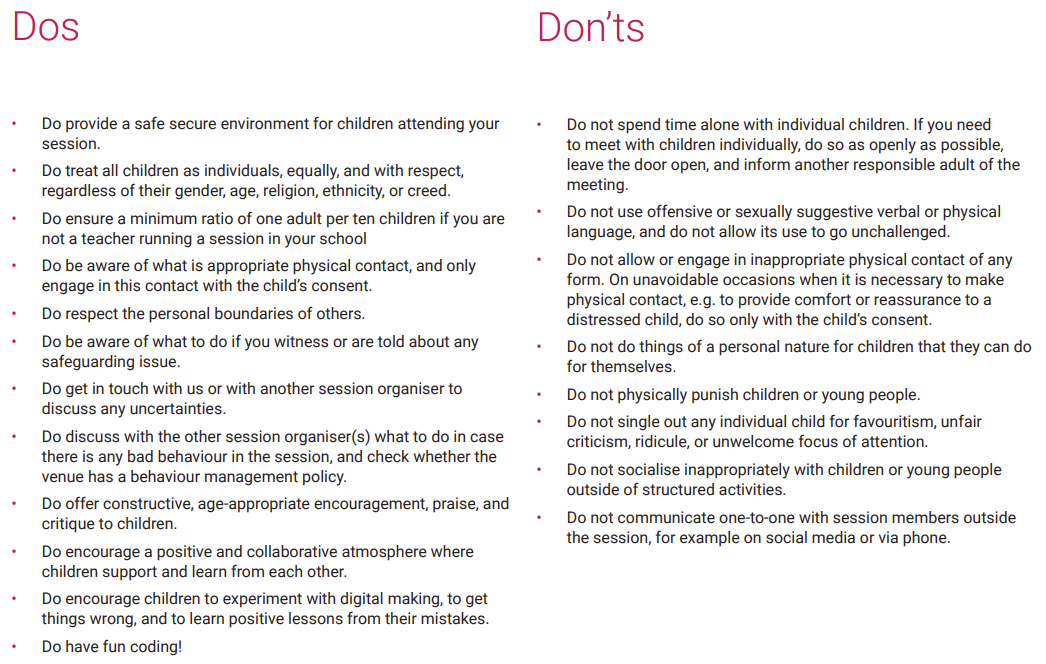 Dos
• Do provide a safe secure environment for children attending your
session.
• Do treat all children as individuals, equally, and with respect,
regardless of their gender, age, religion, ethnicity, or creed.
• Do ensure a minimum ratio of one adult per ten children if you are
not a teacher running a session in your school
• Do be aware of what is appropriate physical contact, and only
engage in this contact with the child’s consent.
• Do respect the personal boundaries of others.
• Do be aware of what to do if you witness or are told about any
safeguarding issue.
• Do get in touch with us or with another session organiser to
discuss any uncertainties.
• Do discuss with the other session organiser(s) what to do in case
there is any bad behaviour in the session, and check whether the
venue has a behaviour management policy.
• Do offer constructive, age-appropriate encouragement, praise, and
critique to children.
• Do encourage a positive and collaborative atmosphere where
children support and learn from each other.
• Do encourage children to experiment with digital making, to get
things wrong, and to learn positive lessons from their mistakes.
• Do have fun coding!
Don’ts
• Do not spend time alone with individual children. If you need
to meet with children individually, do so as openly as possible,
leave the door open, and inform another responsible adult of the
meeting.
• Do not use offensive or sexually suggestive verbal or physical
language, and do not allow its use to go unchallenged.
• Do not allow or engage in inappropriate physical contact of any
form. On unavoidable occasions when it is necessary to make
physical contact, e.g. to provide comfort or reassurance to a
distressed child, do so only with the child’s consent.
• Do not do things of a personal nature for children that they can do
for themselves.
• Do not physically punish children or young people.
• Do not single out any individual child for favouritism, unfair
criticism, ridicule, or unwelcome focus of attention.
• Do not socialise inappropriately with children or young people
outside of structured activities.
• Do not communicate one-to-one with session members outside
the session, for example on social media or via phone.